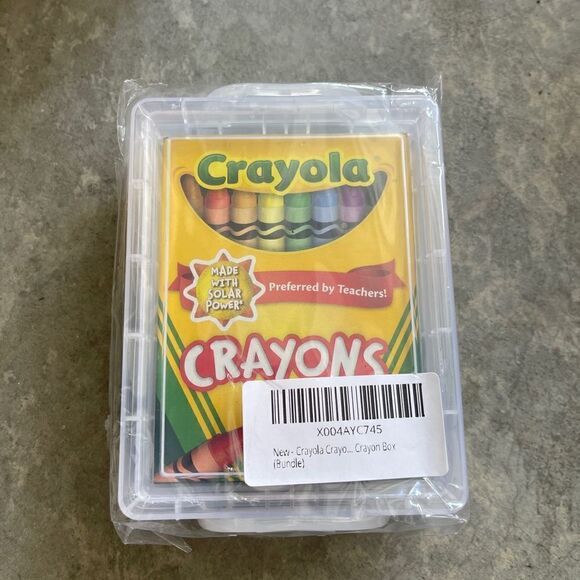 Crayola
MADE
WITH
SOLAR
POWER*
Preferred by Teachers!
CRAYONS
X004AYC745
New - Crayola Crayo... Crayon Box
(Bundle)